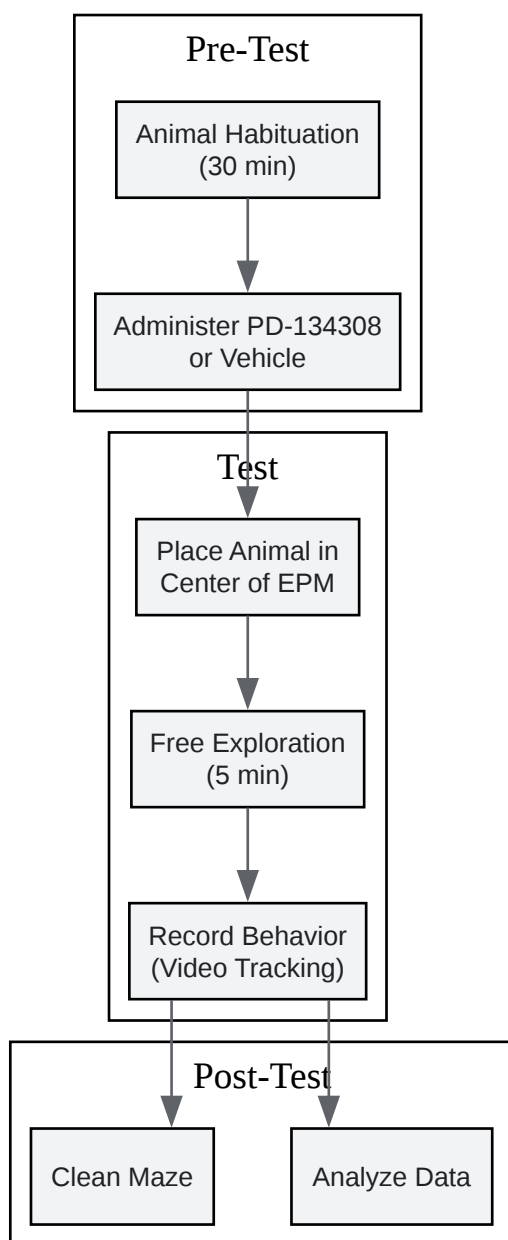 Pre-Test
Animal Habituation
(30 min)
Administer PD-134308
or Vehicle
Test
Place Animal in
Center of EPM
Free Exploration
(5 min)
Record Behavior
(Video Tracking)
Post-Test
Clean Maze
Analyze Data